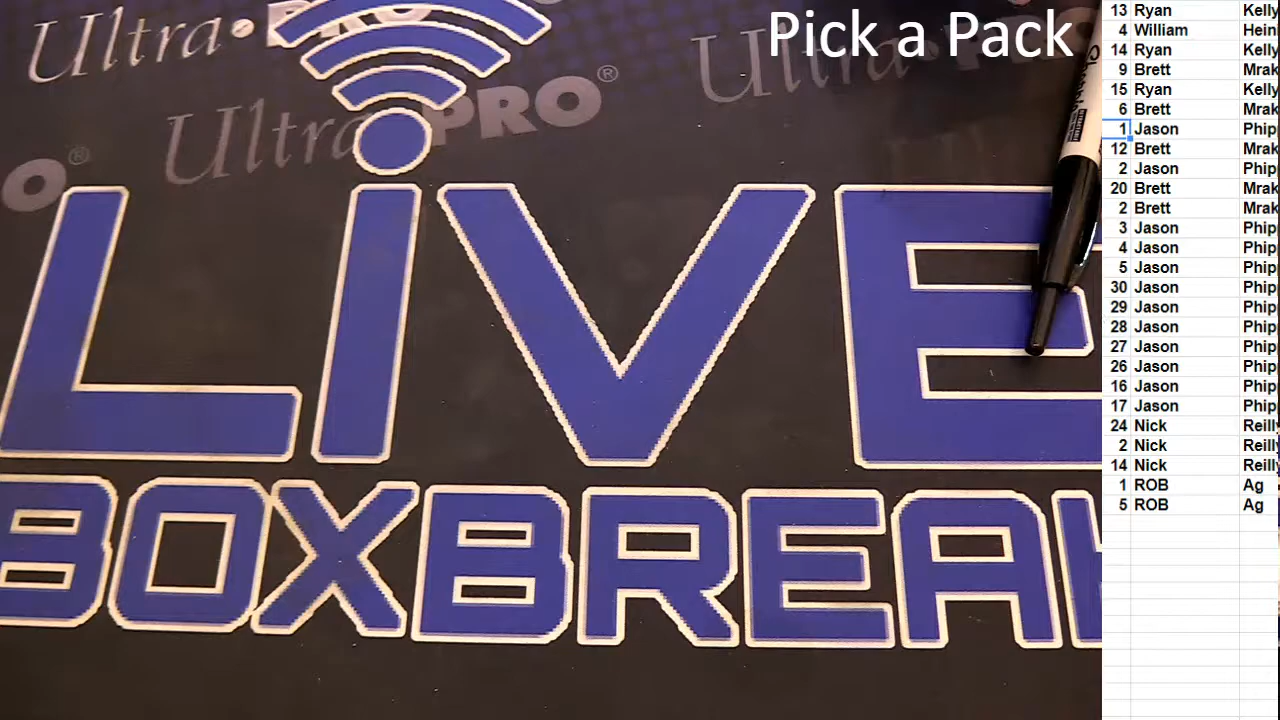 Pick a Pack
Ultra•PRO
Ultra•PRO®
Ultra•PRO
O®
LiVE
BOXBREA
13 Ryan Kelly
4 William Hein
14 Ryan Kelly
9 Brett Mrak
15 Ryan Kelly
6 Brett Mrak
1 Jason Phip
12 Brett Mrak
2 Jason Phip
20 Brett Mrak
2 Brett Mrak
3 Jason Phip
4 Jason Phip
5 Jason Phip
30 Jason Phip
29 Jason Phip
28 Jason Phip
27 Jason Phip
26 Jason Phip
16 Jason Phip
17 Jason Phip
24 Nick Reilly
2 Nick Reilly
14 Nick Reilly
1 ROB Ag
5 ROB Ag